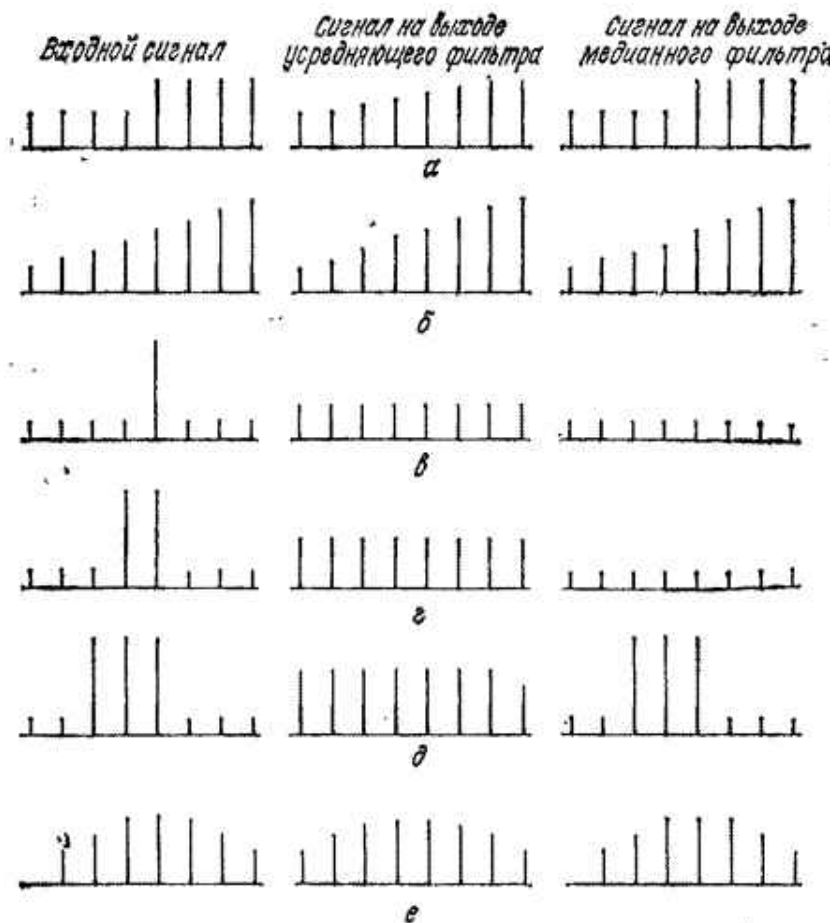 Входной сигнал
Сигнал на выходе
усредняющего фильтра
Сигнал на выходе
медианного фильтра
а
б
в
г
д
е